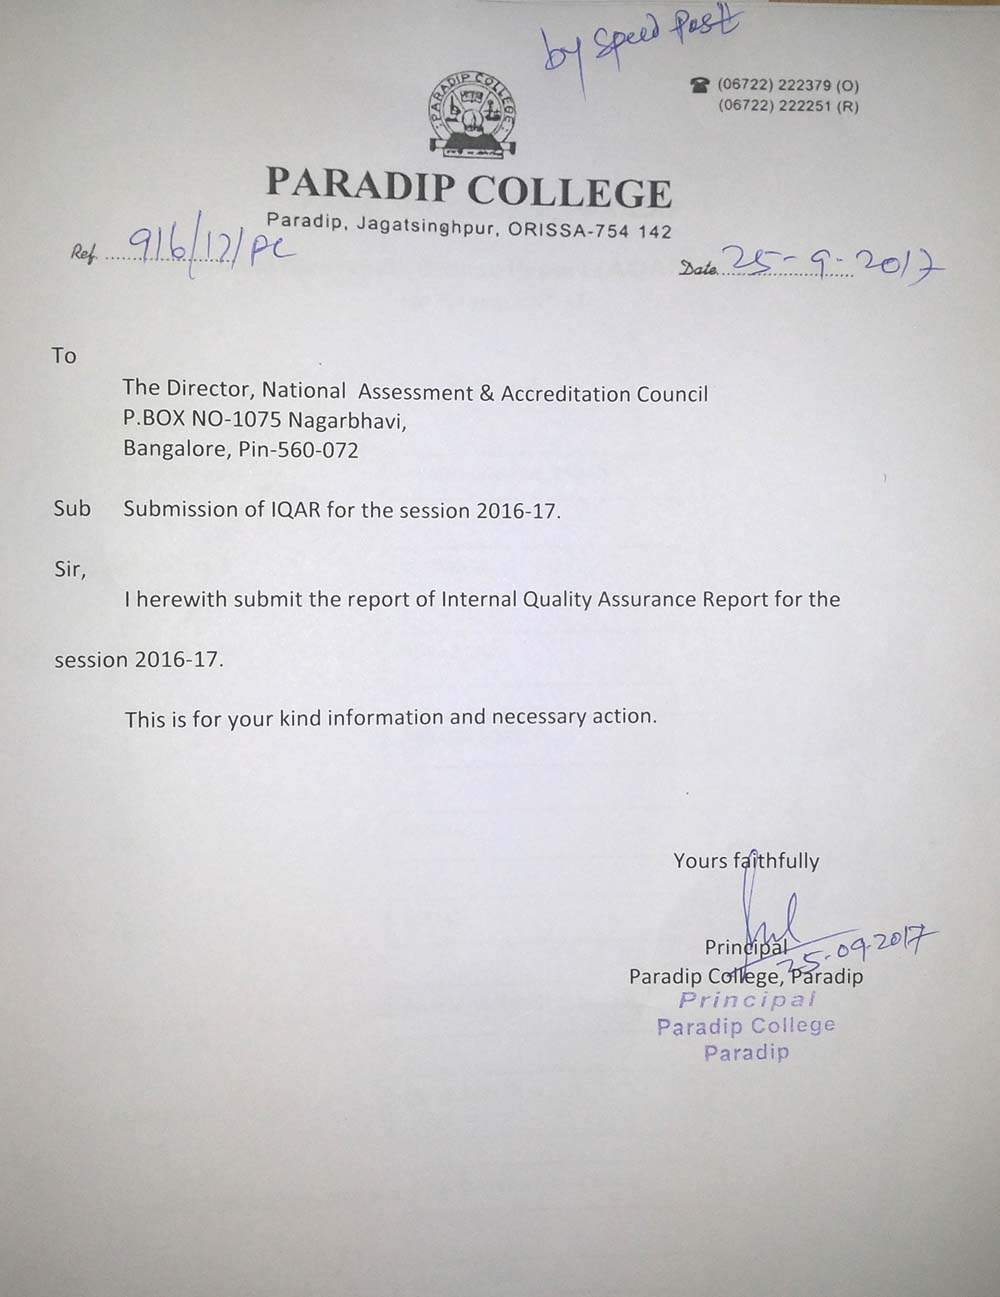 by Speed Post
PARADIP COLLEGE
(06722) 222379 (O)
(06722) 222251 (R)
PARADIP COLLEGE
Paradip, Jagatsinghpur, ORISSA-754 142
Ref. 916/17/PC
Date. 25-9-2017
To
The Director, National Assessment & Accreditation Council
P.BOX NO-1075 Nagarbhavi,
Bangalore, Pin-560-072
Sub Submission of IQAR for the session 2016-17.
Sir,
I herewith submit the report of Internal Quality Assurance Report for the
session 2016-17.
This is for your kind information and necessary action.
Yours faithfully
Principal
25.09.2017
Paradip College, Paradip
Principal
Paradip College
Paradip